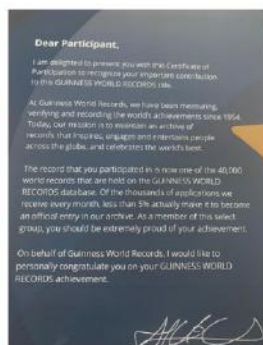 Dear Participant,
I am delighted to present you with this Certificate of
Participation to recognize your important contribution
to this GUINNESS WORLD RECORDS title.
At Guinness World Records, we have been measuring,
verifying and recording the world's achievements since 1954.
Today, our mission is to maintain an archive of
records that inspires, engages and entertains people
across the globe, and celebrates the world's best.
The record that you participated in is now one of the 40,000
world records that are held on the GUINNESS WORLD
RECORDS database. Of the thousands of applications we
receive every month, less than 5% actually make it to become
an official entry in our archive. As a member of this select
group, you should be extremely proud of your achievement.
On behalf of Guinness World Records, I would like to
personally congratulate you on your GUINNESS WORLD
RECORDS achievement.